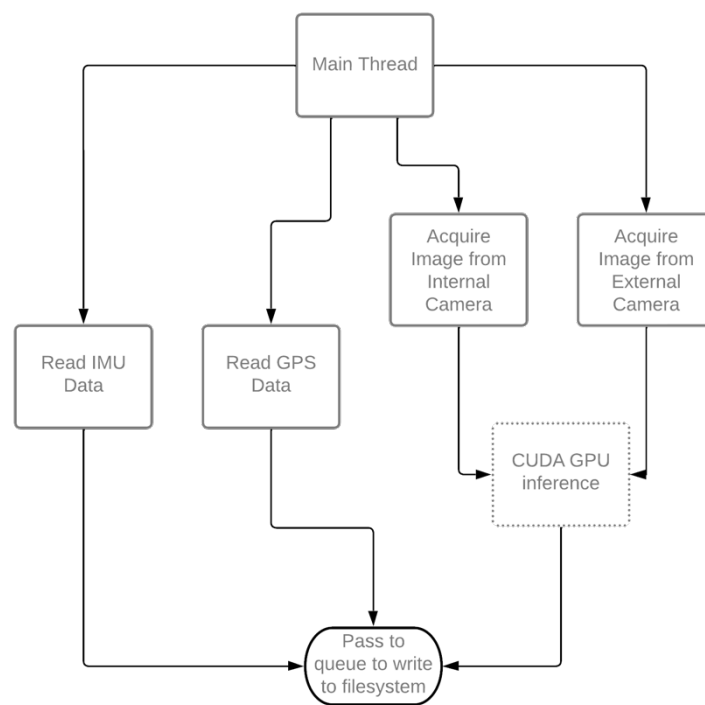 Main Thread
Acquire
Image from
Internal
Camera
Acquire
Image from
External
Camera
Read IMU
Data
Read GPS
Data
CUDA GPU
inference
Pass to
queue to write
to filesystem